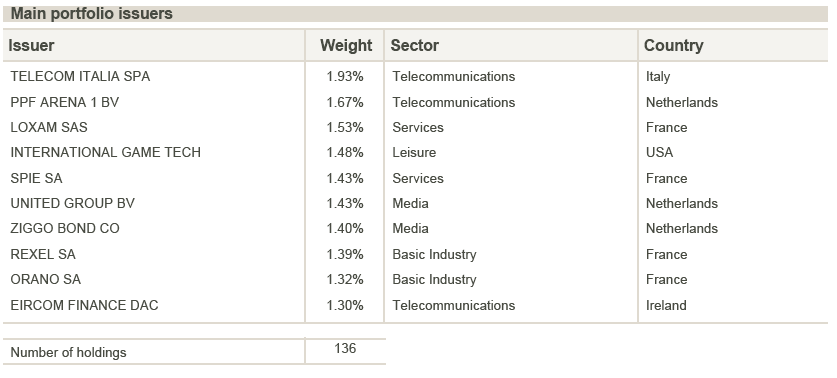 Main portfolio issuers
Issuer Weight Sector Country
TELECOM ITALIA SPA 1.93% Telecommunications Italy
PPF ARENA 1 BV 1.67% Telecommunications Netherlands
LOXAM SAS 1.53% Services France
INTERNATIONAL GAME TECH 1.48% Leisure USA
SPIE SA 1.43% Services France
UNITED GROUP BV 1.43% Media Netherlands
ZIGGO BOND CO 1.40% Media Netherlands
REXEL SA 1.39% Basic Industry France
ORANO SA 1.32% Basic Industry France
EIRCOM FINANCE DAC 1.30% Telecommunications Ireland
Number of holdings 136